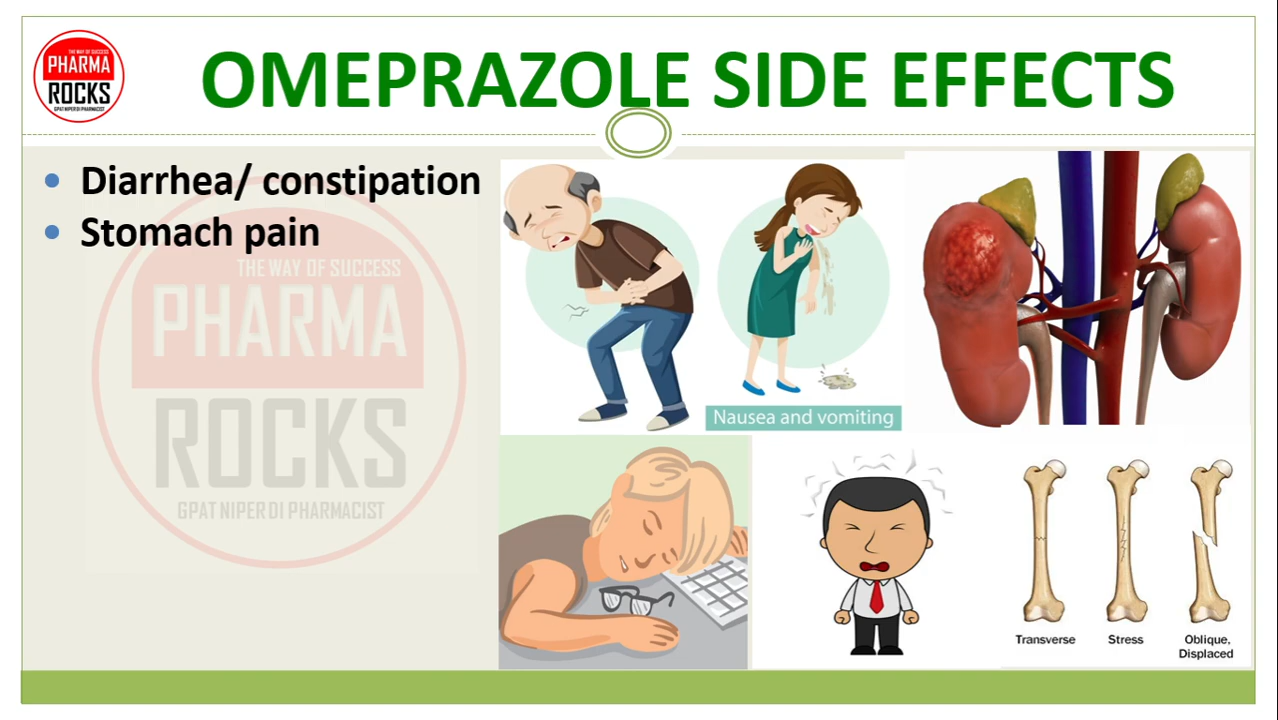 THE WAY OF SUCCESS
PHARMA
ROCKS
GPAT NIPER DI PHARMACIST
OMEPRAZOLE SIDE EFFECTS
• Diarrhea/ constipation
• Stomach pain
THE WAY OF SUCCESS
PHARMA
ROCKS
GPAT NIPER DI PHARMACIST
Nausea and vomiting
Transverse
Stress
Oblique,
Displaced